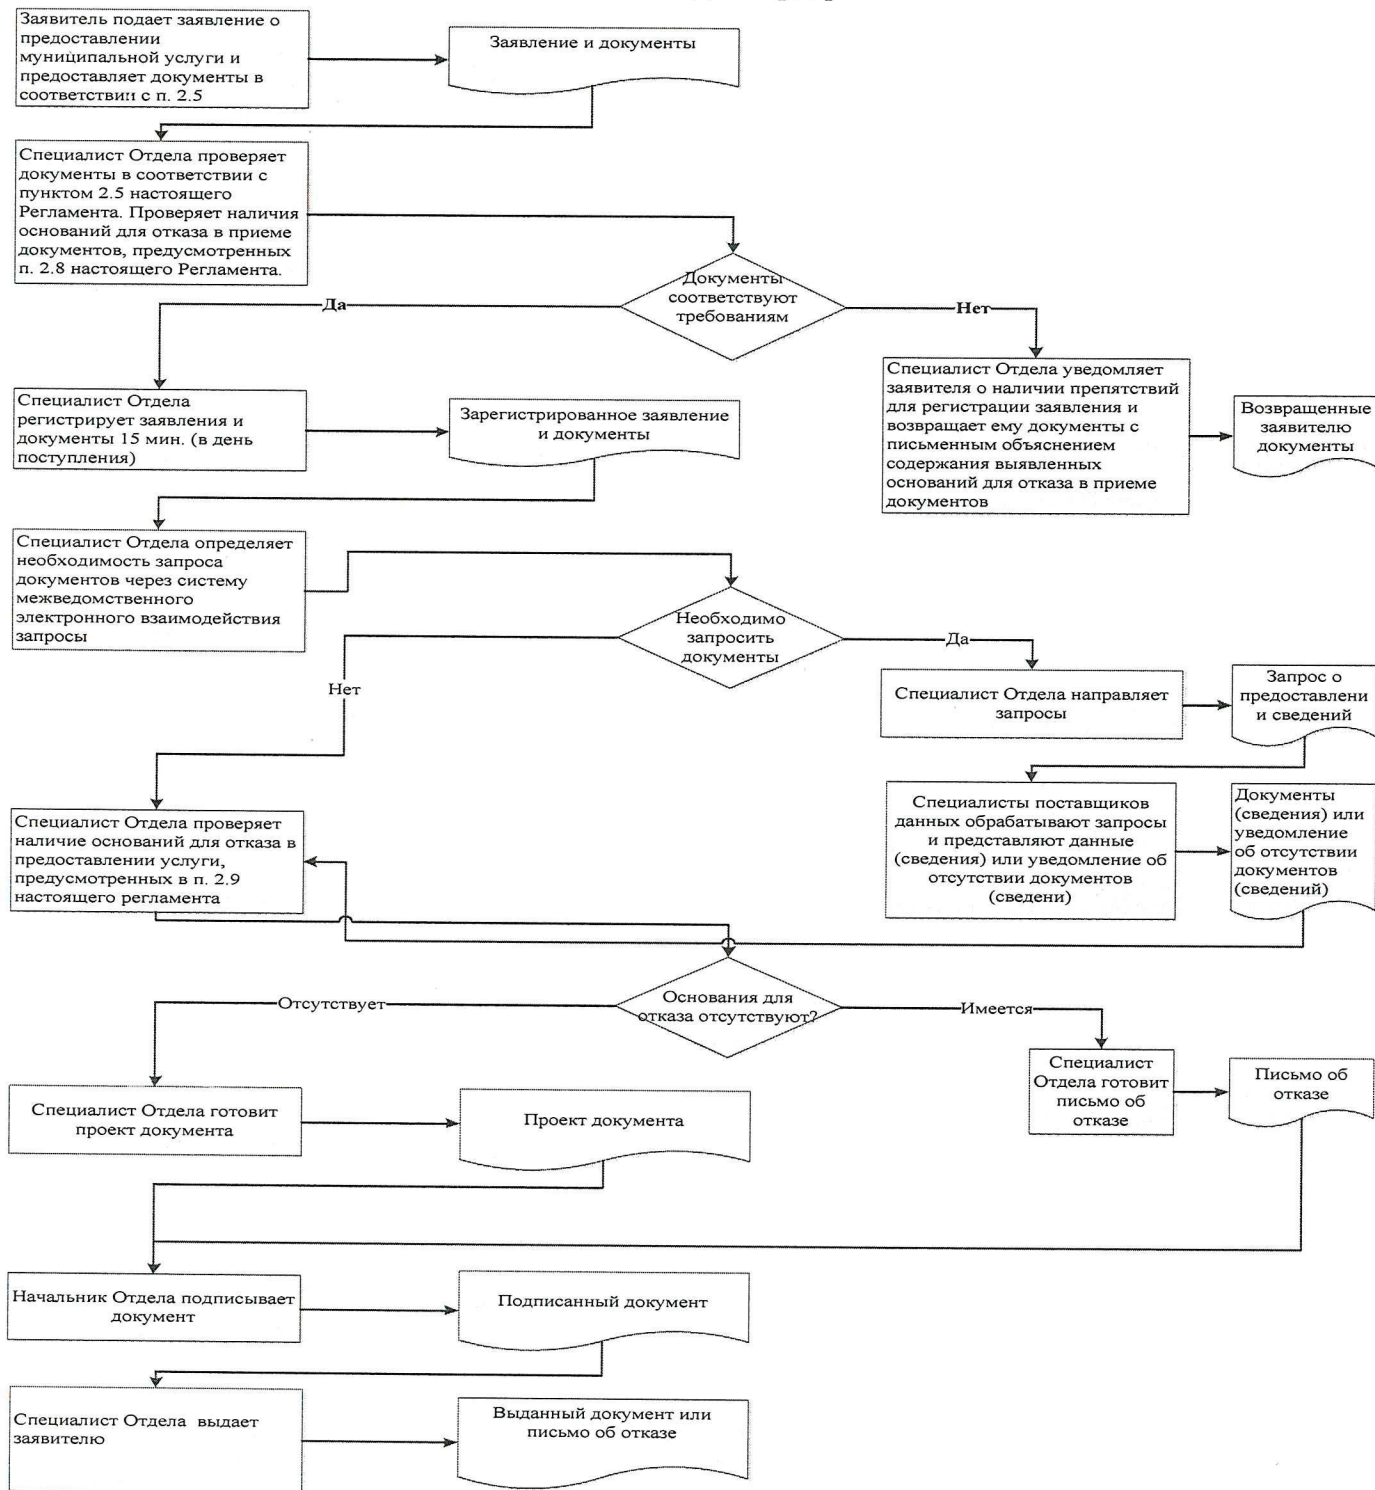 Заявитель подает заявление о
предоставлении
муниципальной услуги и
предоставляет документы в
соответствии с п. 2.5
Заявление и документы
Специалист Отдела проверяет
документы в соответствии с
пунктом 2.5 настоящего
Регламента. Проверяет наличия
оснований для отказа в приеме
документов, предусмотренных
п. 2.8 настоящего Регламента.
Документы
соответствуют
требованиям
Да
Нет
Специалист Отдела
регистрирует заявления и
документы 15 мин. (в день
поступления)
Зарегистрированное заявление
и документы
Специалист Отдела уведомляет
заявителя о наличии препятствий
для регистрации заявления и
возвращает ему документы с
письменным объяснением
содержания выявленных
оснований для отказа в приеме
документов
Возвращенные
заявителю
документы
Специалист Отдела определяет
необходимость запроса
документов через систему
межведомственного
электронного взаимодействия
запросы
Необходимо
запросить
документы
Да
Нет
Специалист Отдела направляет
запросы
Запрос о
предоставлени
и сведений
Специалисты поставщиков
данных обрабатывают запросы
и представляют данные
(сведения) или уведомление об
отсутствии документов
(сведени)
Документы
(сведения) или
уведомление
об отсутствии
документов
(сведений)
Специалист Отдела проверяет
наличие оснований для отказа в
предоставлении услуги,
предусмотренных в п. 2.9
настоящего регламента
Основания для
отказа отсутствуют?
Отсутствует
Имеется
Специалист
Отдела готовит
письмо об
отказе
Письмо об
отказе
Специалист Отдела готовит
проект документа
Проект документа
Начальник Отдела подписывает
документ
Подписанный документ
Специалист Отдела выдает
заявителю
Выданный документ или
письмо об отказе